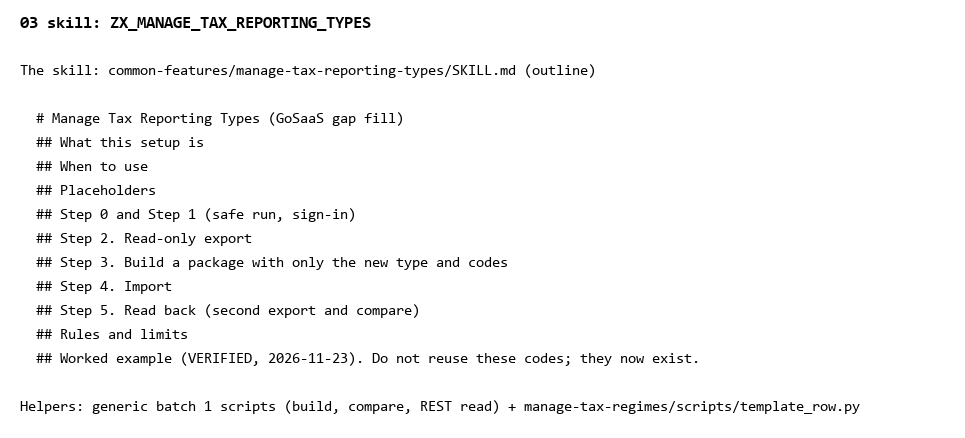 03 skill: ZX_MANAGE_TAX_REPORTING_TYPES
The skill: common-features/manage-tax-reporting-types/SKILL.md (outline)
# Manage Tax Reporting Types (GoSaaS gap fill)
## What this setup is
## When to use
## Placeholders
## Step 0 and Step 1 (safe run, sign-in)
## Step 2. Read-only export
## Step 3. Build a package with only the new type and codes
## Step 4. Import
## Step 5. Read back (second export and compare)
## Rules and limits
## Worked example (VERIFIED, 2026-11-23). Do not reuse these codes; they now exist.
Helpers: generic batch 1 scripts (build, compare, REST read) + manage-tax-regimes/scripts/template_row.py